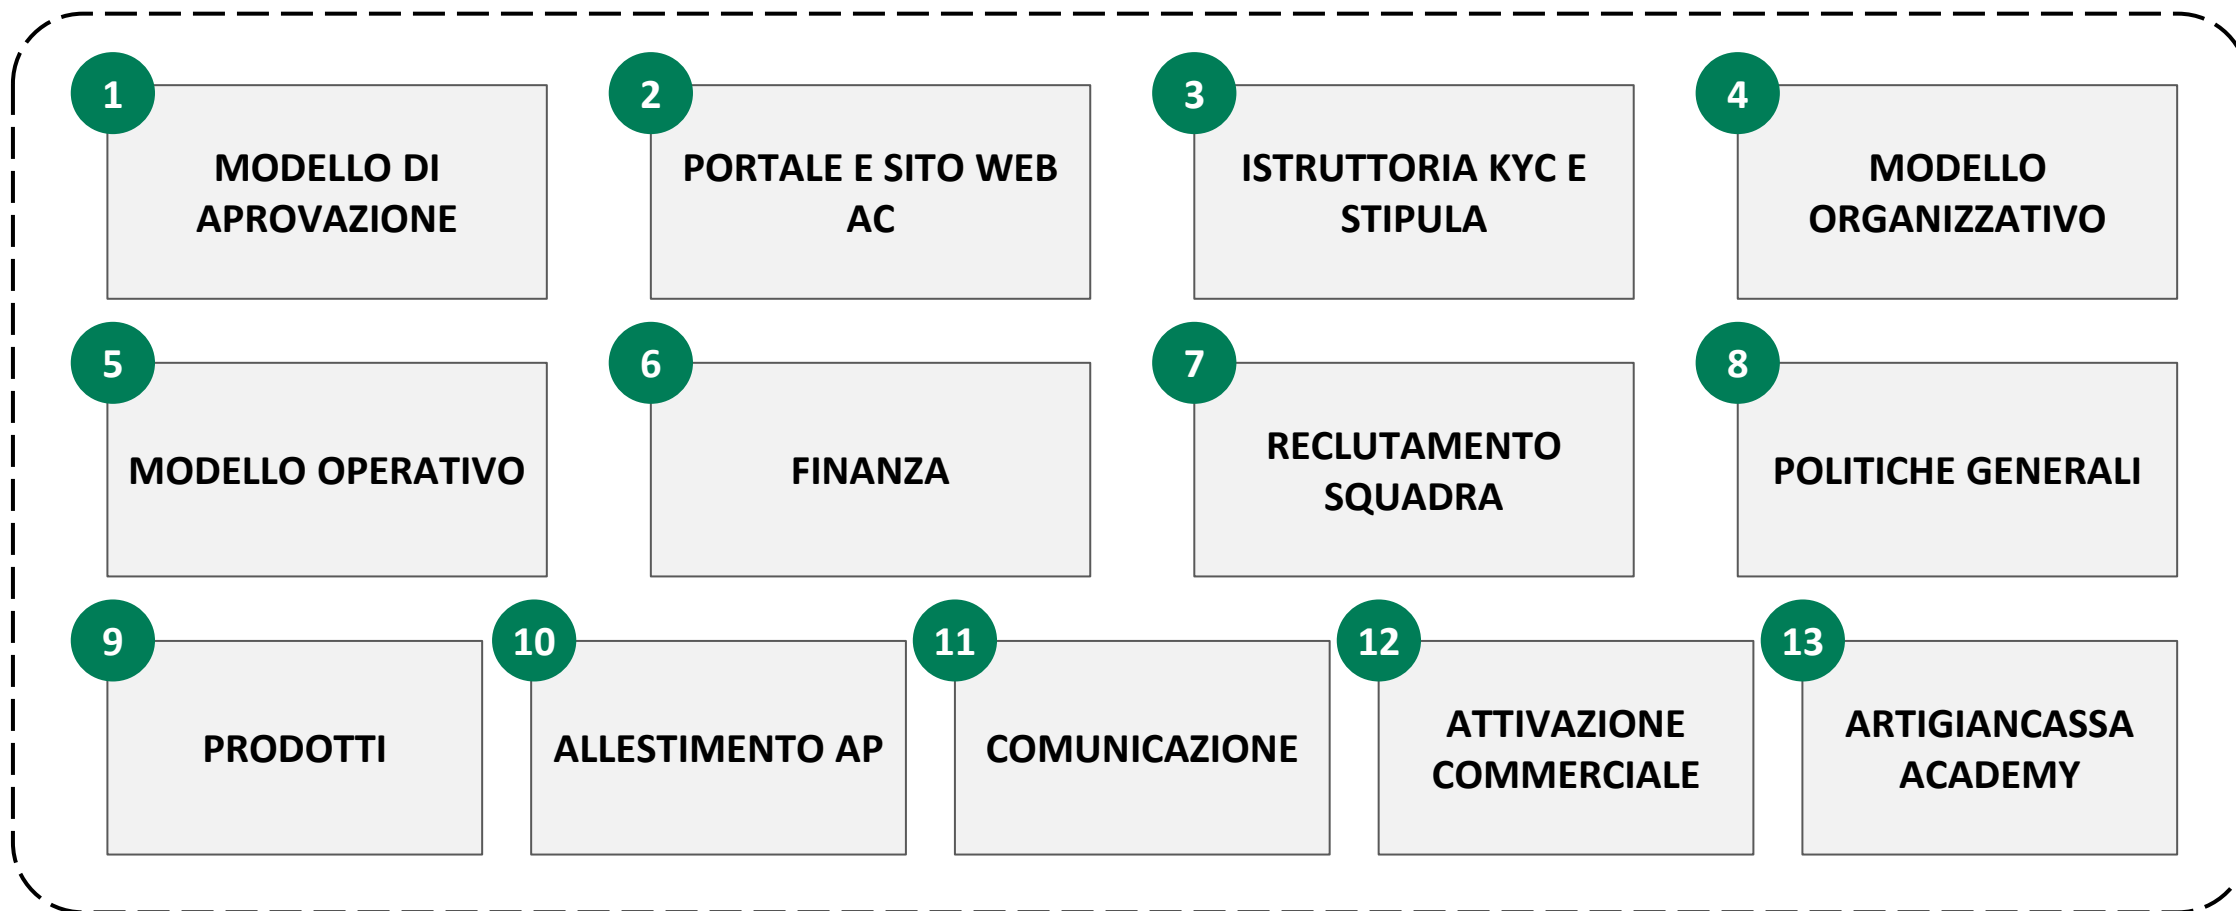 1
MODELLO DI
APROVAZIONE
2
PORTALE E SITO WEB
AC
3
ISTRUTTORIA KYC E
STIPULA
4
MODELLO
ORGANIZZATIVO
5
MODELLO OPERATIVO
6
FINANZA
7
RECLUTAMENTO
SQUADRA
8
POLITICHE GENERALI
9
PRODOTTI
10
ALLESTIMENTO AP
11
COMUNICAZIONE
12
ATTIVAZIONE
COMMERCIALE
13
ARTIGIANCASSA
ACADEMY